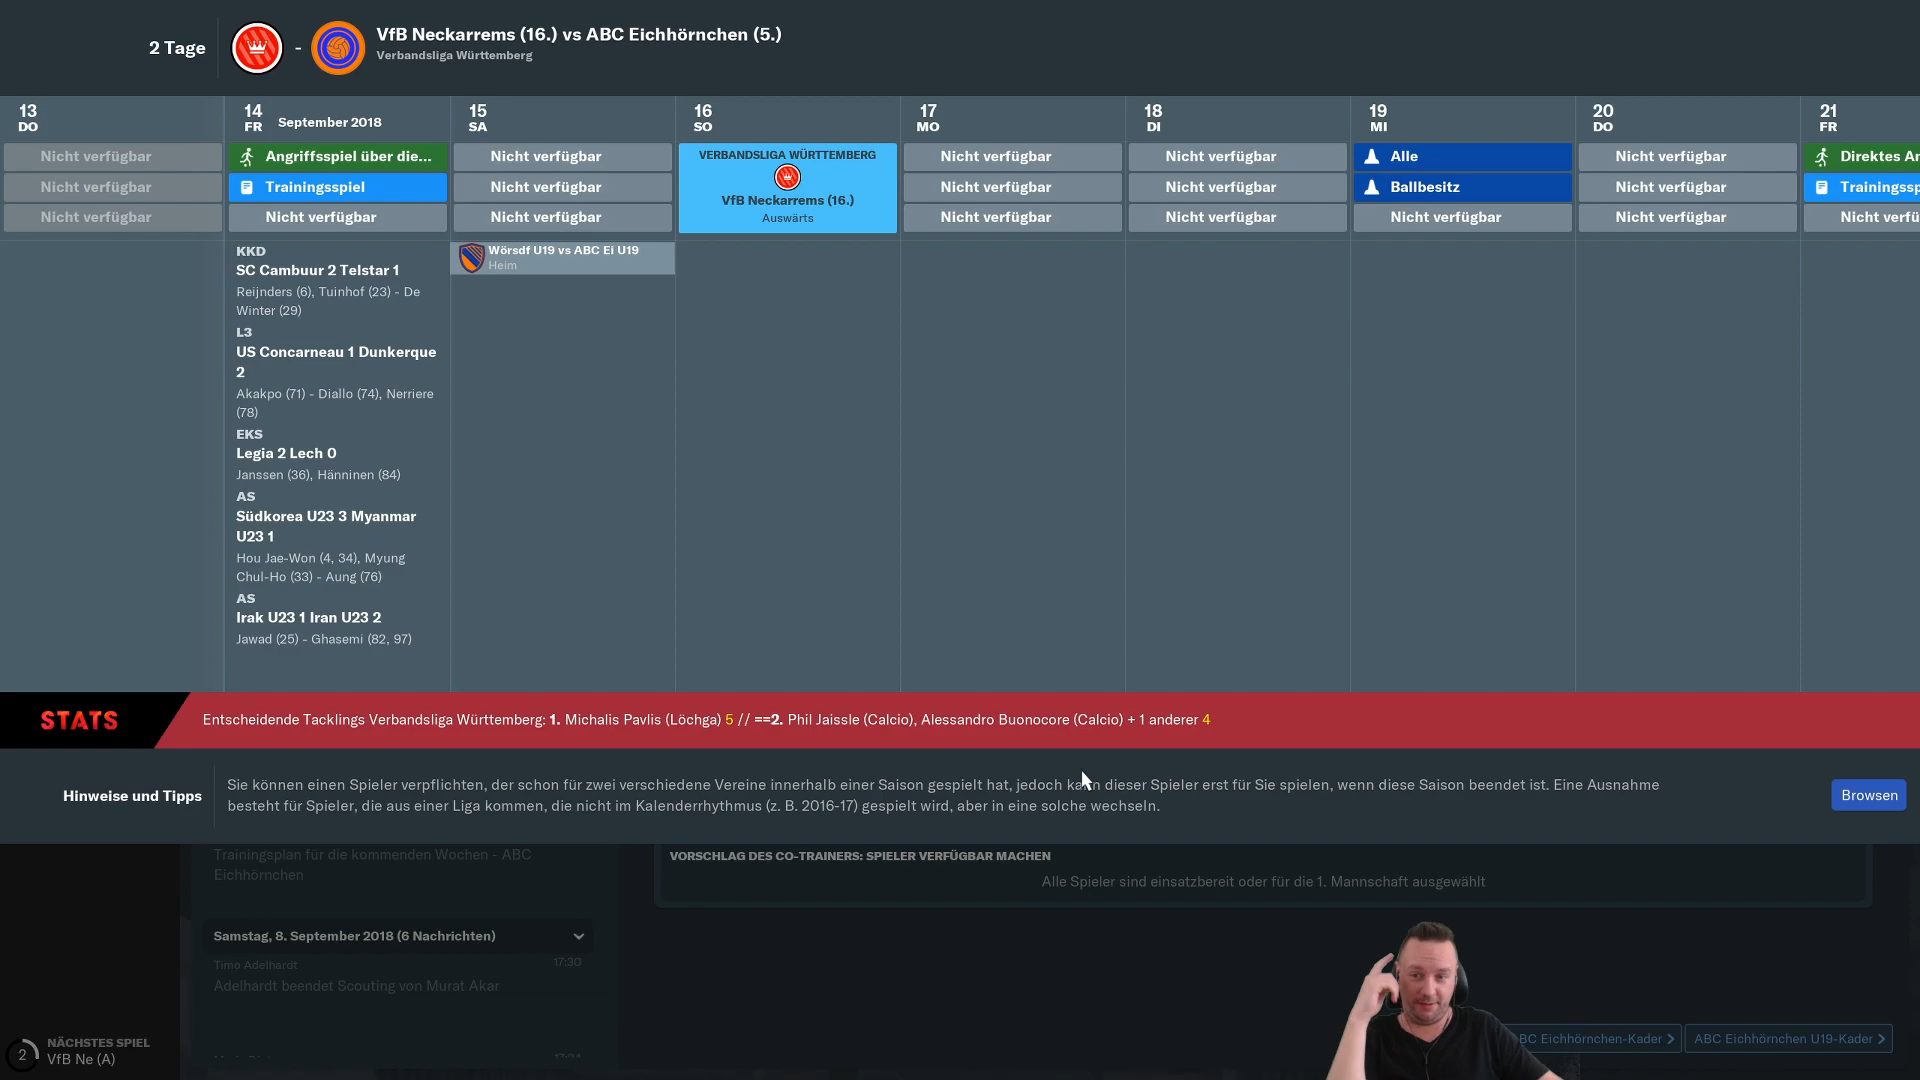 2 Tage
VfB Neckarrems (16.) vs ABC Eichhörnchen (5.)
Verbandsliga Württemberg
-
13
DO
14
FR
September 2018
15
SA
16
SO
17
MO
18
DI
19
MI
20
DO
21
FR
Nicht verfügbar
Nicht verfügbar
Nicht verfügbar
Angriffsspiel über die...
Trainingsspiel
Nicht verfügbar
Nicht verfügbar
Nicht verfügbar
Nicht verfügbar
VERBANDSLIGA WÜRTTEMBERG
VfB Neckarrems (16.)
Auswärts
Nicht verfügbar
Nicht verfügbar
Nicht verfügbar
Nicht verfügbar
Nicht verfügbar
Nicht verfügbar
Alle
Ballbesitz
Nicht verfügbar
Nicht verfügbar
Nicht verfügbar
Nicht verfügbar
Direktes An
Trainingssp
Nicht verfü
KKD
SC Cambuur 2 Telstar 1
Reijnders (6), Tuinhof (23) - De
Winter (29)
L3
US Concarneau 1 Dunkerque
2
Akakpo (71) - Diallo (74), Nerriere
(78)
EKS
Legia 2 Lech 0
Janssen (36), Hänninen (84)
AS
Südkorea U23 3 Myanmar
U23 1
Hou Jae-Won (4, 34), Myung
Chul-Ho (33) - Aung (76)
AS
Irak U23 1 Iran U23 2
Jawad (25) - Ghasemi (82, 97)
Wörsdf U19 vs ABC Ei U19
Heim
STATS
Entscheidende Tacklings Verbandsliga Württemberg: 1. Michalis Pavlis (Löchga) 5 // ==2. Phil Jaissle (Calcio), Alessandro Buonocore (Calcio) + 1 anderer 4
Hinweise und Tipps
Sie können einen Spieler verpflichten, der schon für zwei verschiedene Vereine innerhalb einer Saison gespielt hat, jedoch kann dieser Spieler erst für Sie spielen, wenn diese Saison beendet ist. Eine Ausnahme
besteht für Spieler, die aus einer Liga kommen, die nicht im Kalenderrhythmus (z. B. 2016-17) gespielt wird, aber in eine solche wechseln.
Browsen
Trainingsplan für die kommenden Wochen - ABC
Eichhörnchen
VORSCHLAG DES CO-TRAINERS: SPIELER VERFÜGBAR MACHEN
Alle Spieler sind einsatzbereit oder für die 1. Mannschaft ausgewählt
Samstag, 8. September 2018 (6 Nachrichten)
Timo Adelhardt
17:30
Adelhardt beendet Scouting von Murat Akar
2
NÄCHSTES SPIEL
VfB Ne (A)
BC Eichhörnchen-Kader
ABC Eichhörnchen U19-Kader